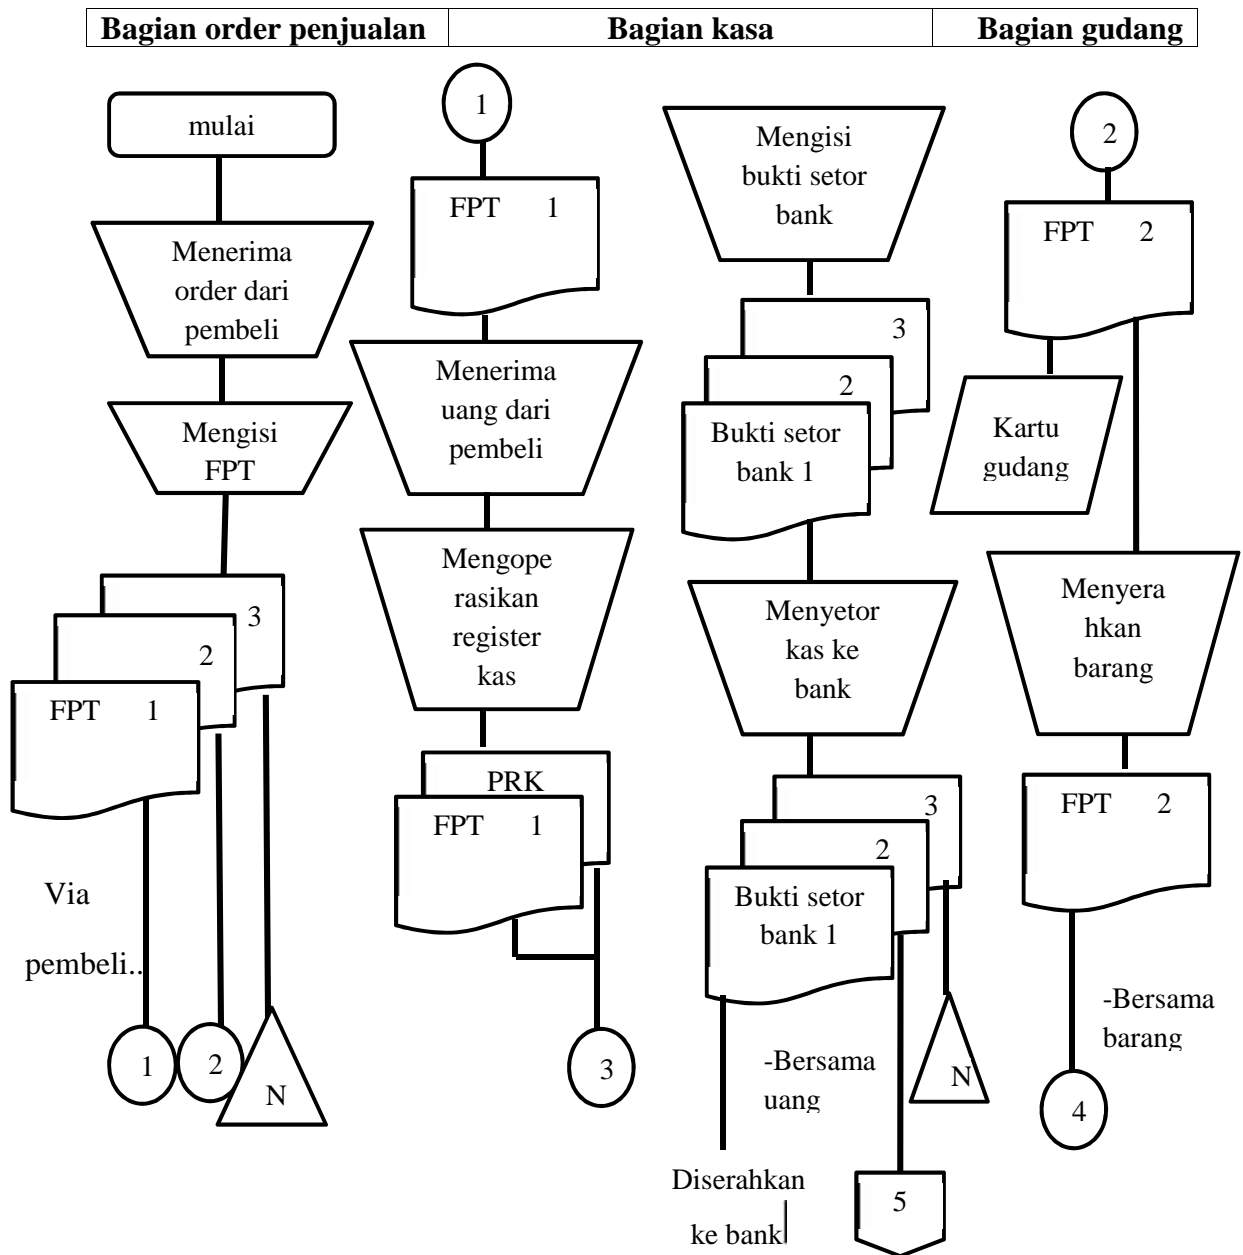 Bagian order penjualan
Bagian kasa
Bagian gudang
mulai
Menerima
order dari
pembeli
Mengisi
FPT
3
2
FPT 1
Via
pembeli..
1
2
N
1
FPT 1
Menerima
uang dari
pembeli
Mengope
rasikan
register
kas
PRK
FPT 1
3
Mengisi
bukti setor
bank
3
2
Bukti setor
bank 1
Menyetor
kas ke
bank
3
2
Bukti setor
bank 1
-Bersama
uang
N
Diserahkan
ke bank
5
2
FPT 2
Kartu
gudang
Menyera
hkan
barang
FPT 2
-Bersama
barang
4